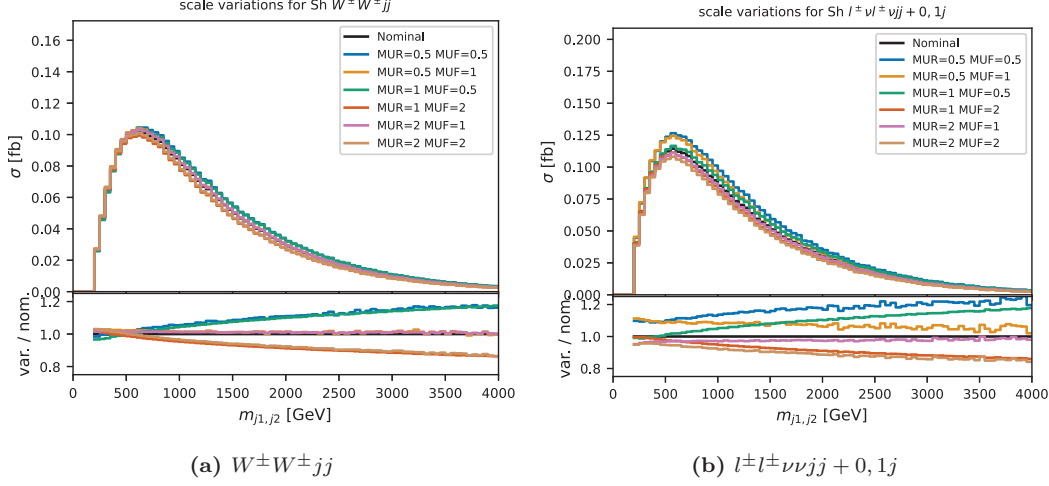 scale variations for Sh W±W±jj
0.16
0.14
0.12
0.10
0.08
0.06
0.04
0.02
0.00
σ [fb]
Nominal
MUR=0.5 MUF=0.5
MUR=0.5 MUF=1
MUR=1 MUF=0.5
MUR=1 MUF=2
MUR=2 MUF=1
MUR=2 MUF=2
1.2
1.0
0.8
var. / nom.
0 500 1000 1500 2000 2500 3000 3500 4000
m_{j1,j2} [GeV]
(a) W±W±jj
scale variations for Sh l±νl±νjj+0,1j
0.200
0.175
0.150
0.125
0.100
0.075
0.050
0.025
0.000
σ [fb]
Nominal
MUR=0.5 MUF=0.5
MUR=0.5 MUF=1
MUR=1 MUF=0.5
MUR=1 MUF=2
MUR=2 MUF=1
MUR=2 MUF=2
1.2
1.0
0.8
var. / nom.
0 500 1000 1500 2000 2500 3000 3500 4000
m_{j1,j2} [GeV]
(b) l±l±ννjj + 0, 1j